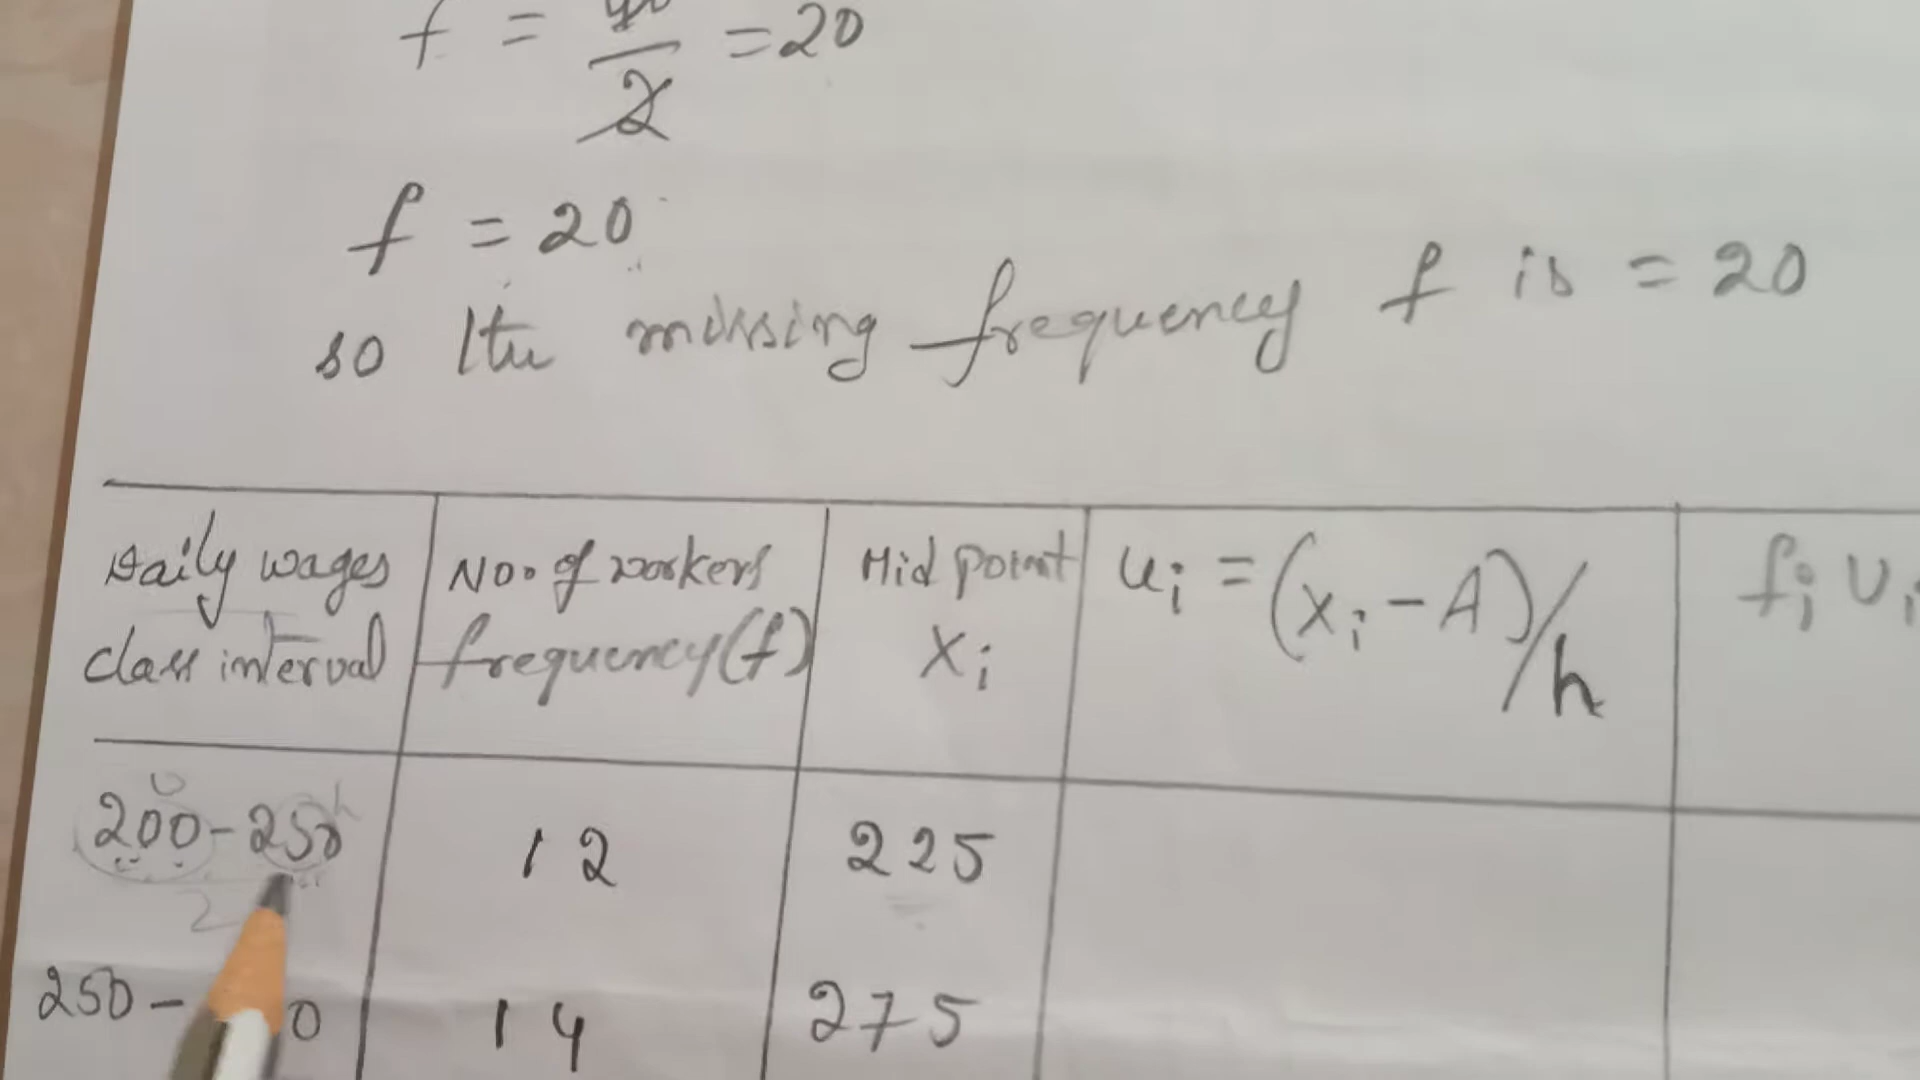 f = /2 = 20
f = 20
so the missing frequency f is = 20
Daily wages class interval
No. of workers frequency(f)
Mid point xi
ui = (xi - A)/h
fi ui
200-250 12 225
250- 0 14 275